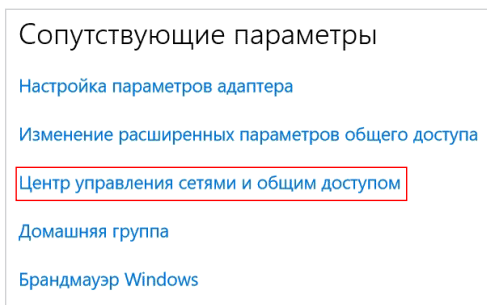 Сопутствующие параметры
Настройка параметров адаптера
Изменение расширенных параметров общего доступа
Центр управления сетями и общим доступом
Домашняя группа
Брандмауэр Windows